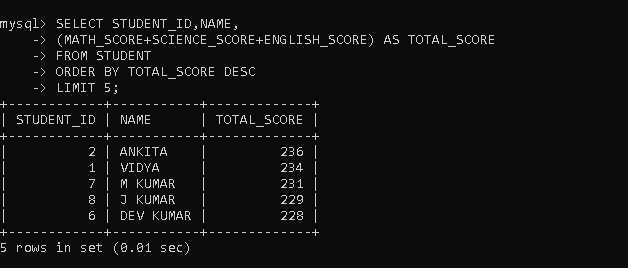 mysql> SELECT STUDENT_ID,NAME,
    -> (MATH_SCORE+SCIENCE_SCORE+ENGLISH_SCORE) AS TOTAL_SCORE
    -> FROM STUDENT
    -> ORDER BY TOTAL_SCORE DESC
    -> LIMIT 5;
+------------+-----------+-------------+
| STUDENT_ID | NAME      | TOTAL_SCORE |
+------------+-----------+-------------+
|          2 | ANKITA    |         236 |
|          1 | VIDYA     |         234 |
|          7 | M KUMAR   |         231 |
|          8 | J KUMAR   |         229 |
|          6 | DEV KUMAR |         228 |
+------------+-----------+-------------+
5 rows in set (0.01 sec)